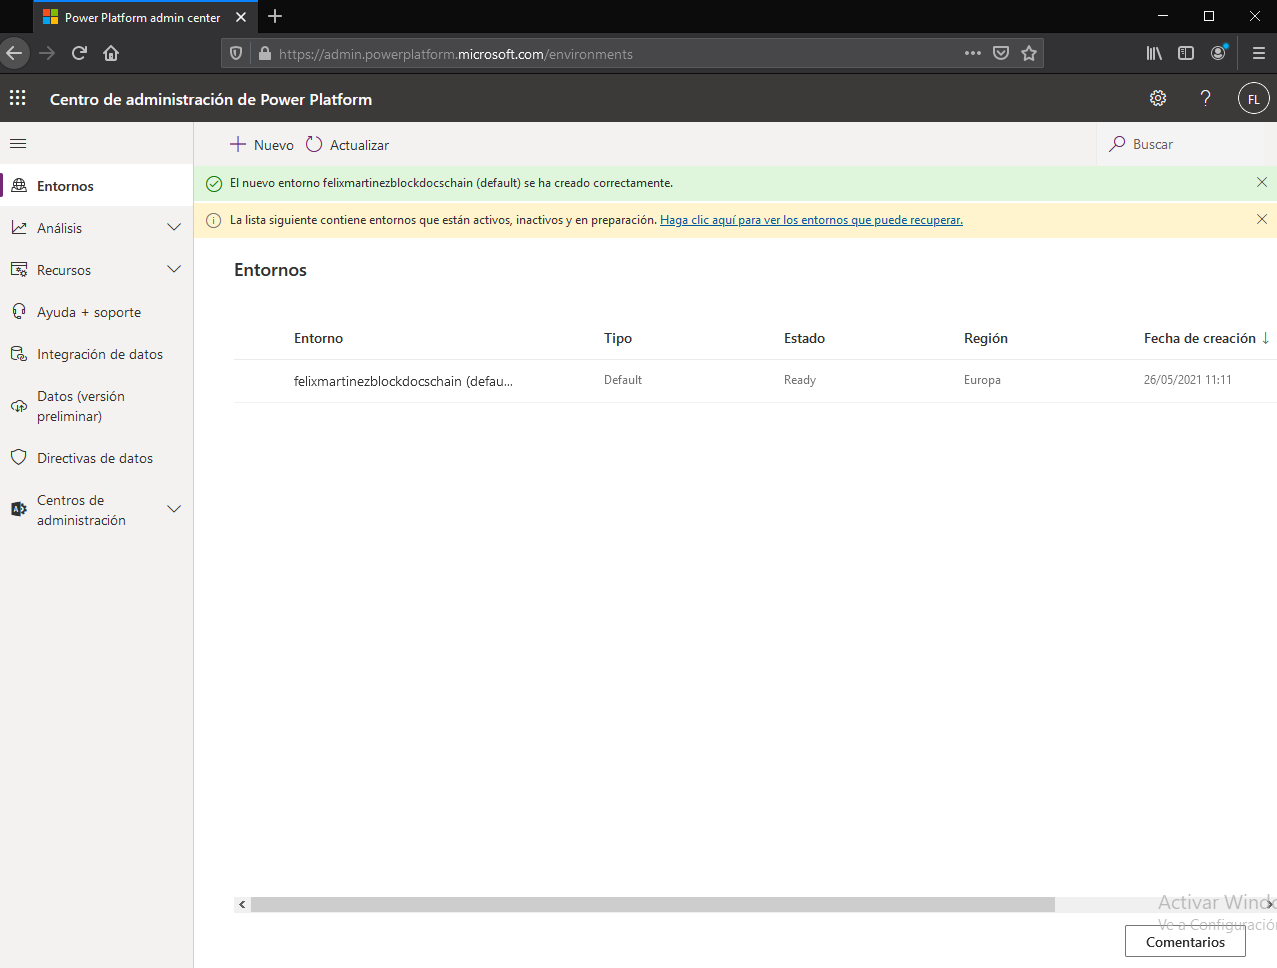 Power Platform admin center
https://admin.powerplatform.microsoft.com/environments
Centro de administración de Power Platform
FL
Nuevo
Actualizar
Buscar
Entornos
Análisis
Recursos
Ayuda + soporte
Integración de datos
Datos (versión
preliminar)
Directivas de datos
Centros de
administración
El nuevo entorno felixmartinezblockdocschain (default) se ha creado correctamente.
La lista siguiente contiene entornos que están activos, inactivos y en preparación. Haga clic aquí para ver los entornos que puede recuperar.
Entornos
Entorno Tipo Estado Región Fecha de creación
felixmartinezblockdocschain (defau... Default Ready Europa 26/05/2021 11:11
Activar Windo
Ve a Configuración
Comentarios